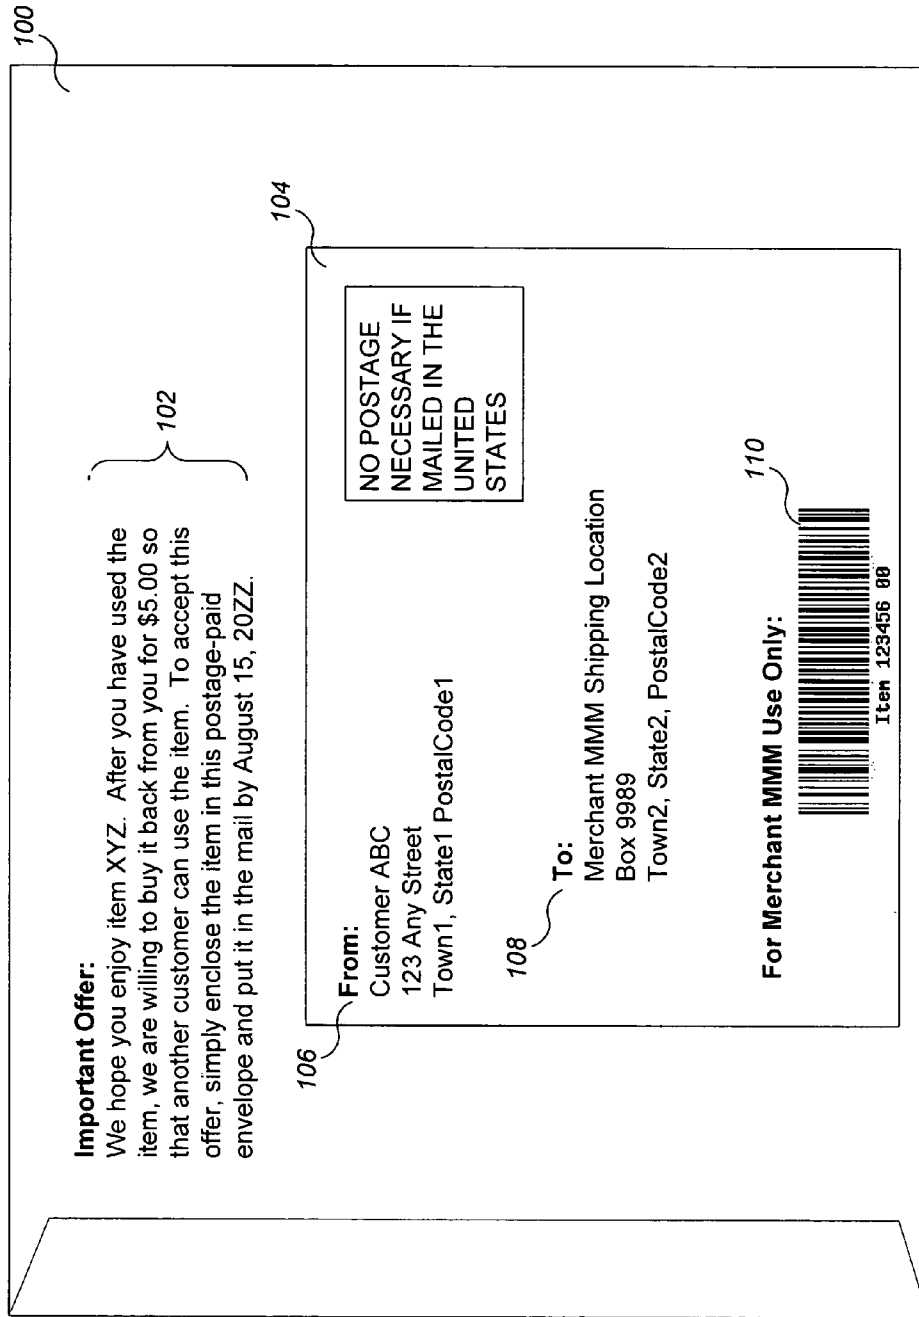 100
Important Offer:
We hope you enjoy item XYZ.  After you have used the
item, we are willing to buy it back from you for $5.00 so
that another customer can use the item.  To accept this
offer, simply enclose the item in this postage-paid
envelope and put it in the mail by August 15, 20ZZ.
102
104
106
From:
Customer ABC
123 Any Street
Town1, State1 PostalCode1
NO POSTAGE
NECESSARY IF
MAILED IN THE
UNITED
STATES
108
To:
Merchant MMM Shipping Location
Box 9989
Town2, State2, PostalCode2
For Merchant MMM Use Only:
110
Item 123456 00